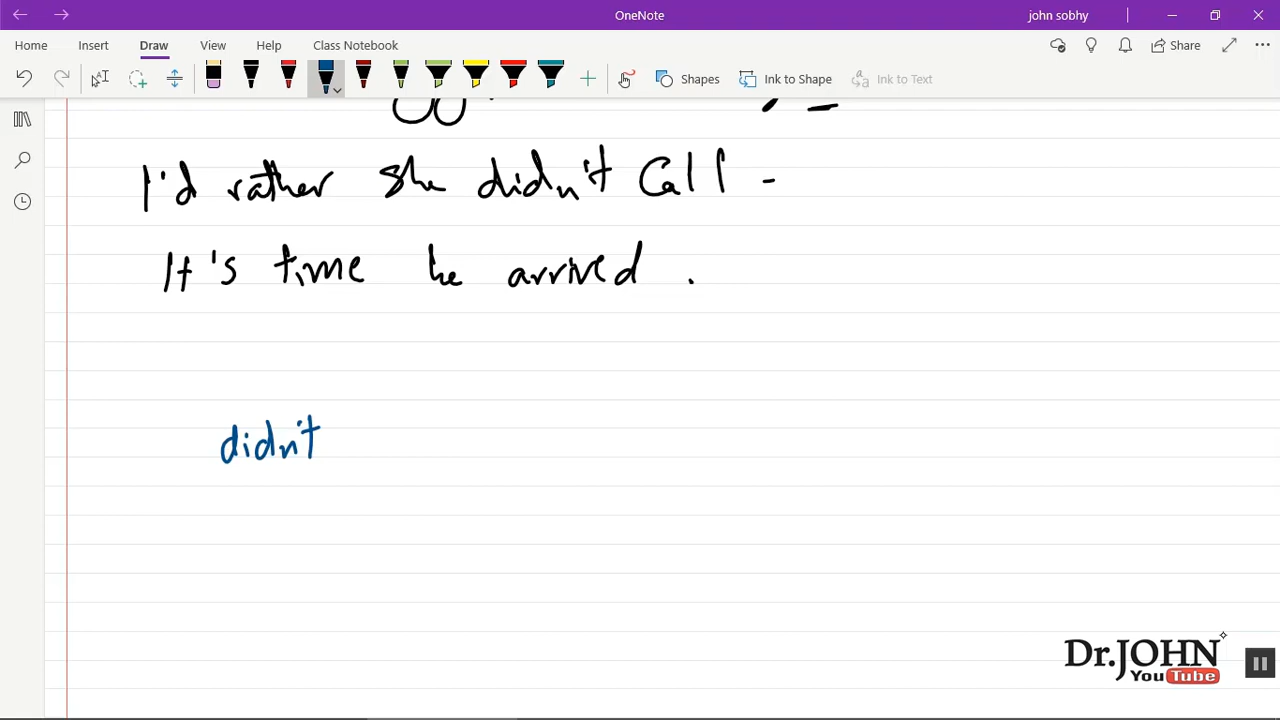 OneNote
john sobhy
Home Insert Draw View Help Class Notebook
Share
Shapes Ink to Shape Ink to Text
I'd rather she didn't Call -
It's time he arrived .
didn't
Dr.JOHN
YouTube